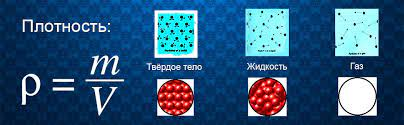 Плотность:
ρ = m/V
Твёрдое тело
Жидкость
Газ